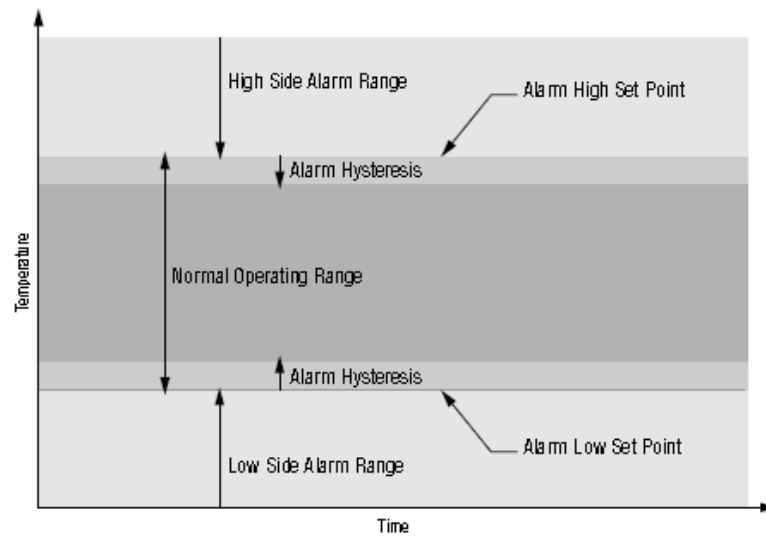 High Side Alarm Range
Alarm High Set Point
Alarm Hysteresis
Temperature
Normal Operating Range
Alarm Hysteresis
Alarm Low Set Point
Low Side Alarm Range
Time